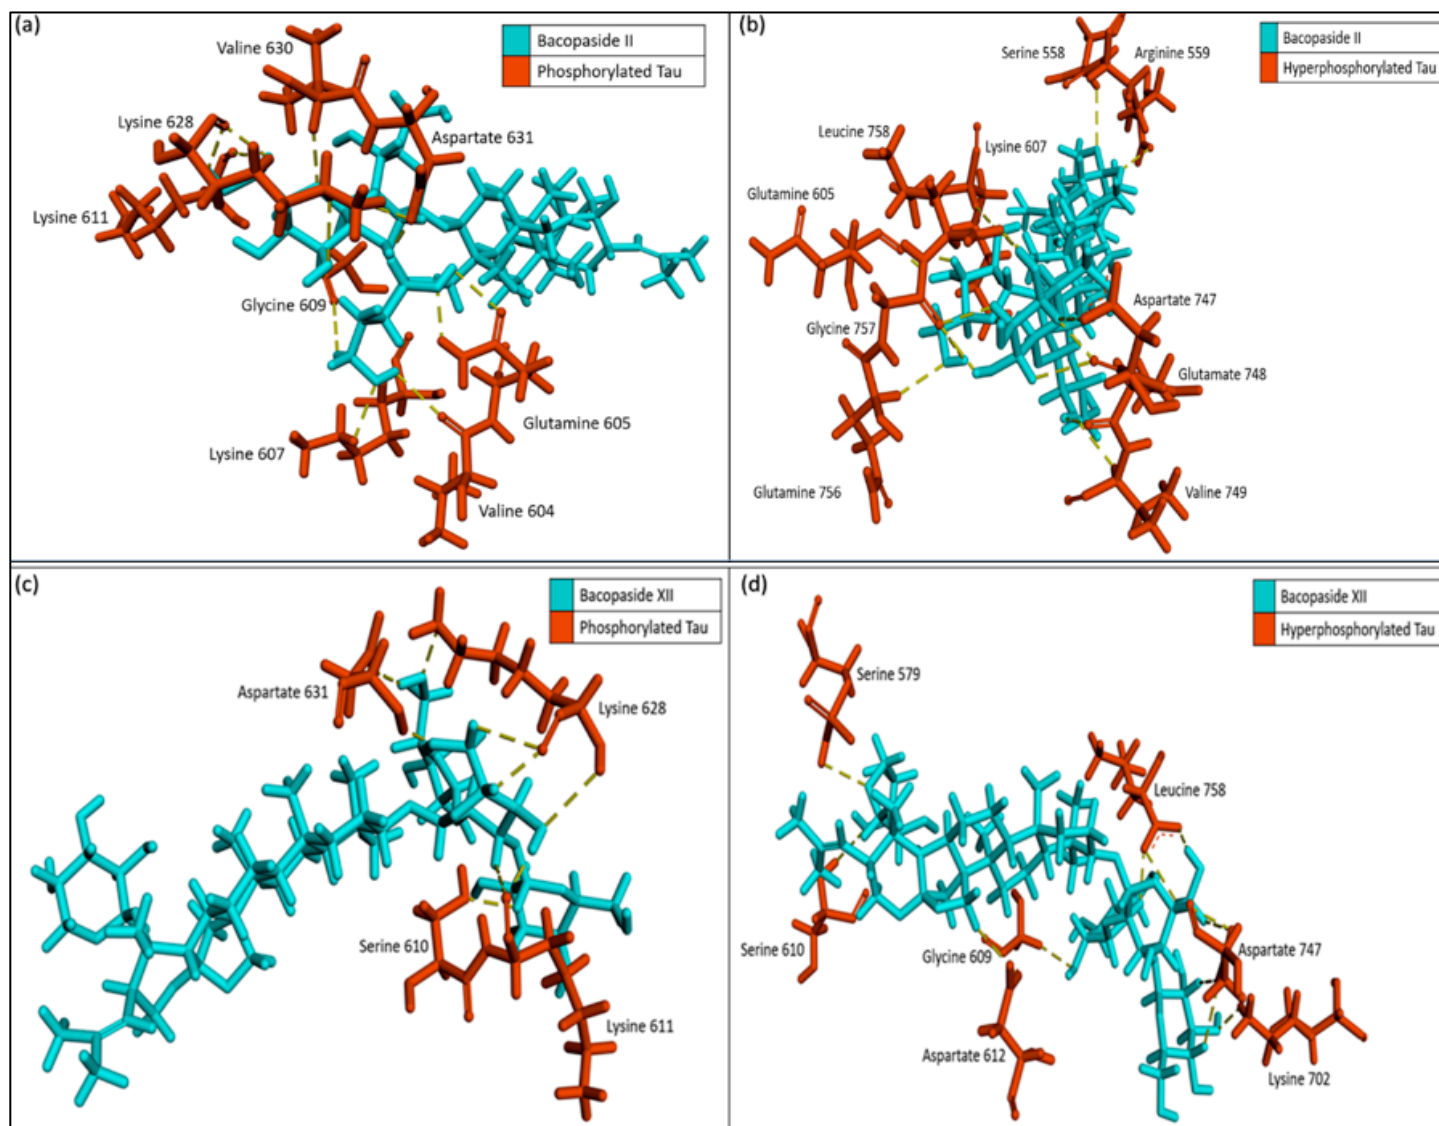 (a)
Valine 630
Bacopaside II
Phosphorylated Tau
Lysine 628
Aspartate 631
Lysine 611
Glycine 609
Glutamine 605
Lysine 607
Valine 604
(b)
Serine 558
Arginine 559
Bacopaside II
Hyperphosphorylated Tau
Leucine 758
Lysine 607
Glutamine 605
Aspartate 747
Glycine 757
Glutamate 748
Glutamine 756
Valine 749
(c)
Bacopaside XII
Phosphorylated Tau
Aspartate 631
Lysine 628
Serine 610
Lysine 611
(d)
Bacopaside XII
Hyperphosphorylated Tau
Serine 579
Leucine 758
Serine 610
Glycine 609
Aspartate 747
Aspartate 612
Lysine 702